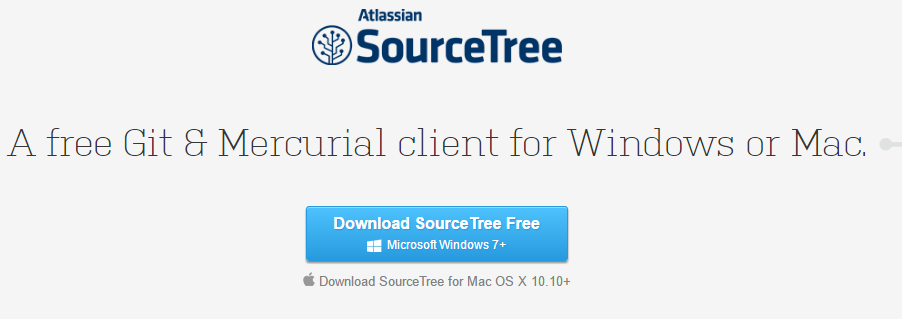 Atlassian
SourceTree
A free Git & Mercurial client for Windows or Mac.
Download SourceTree Free
Microsoft Windows 7+
Download SourceTree for Mac OS X 10.10+